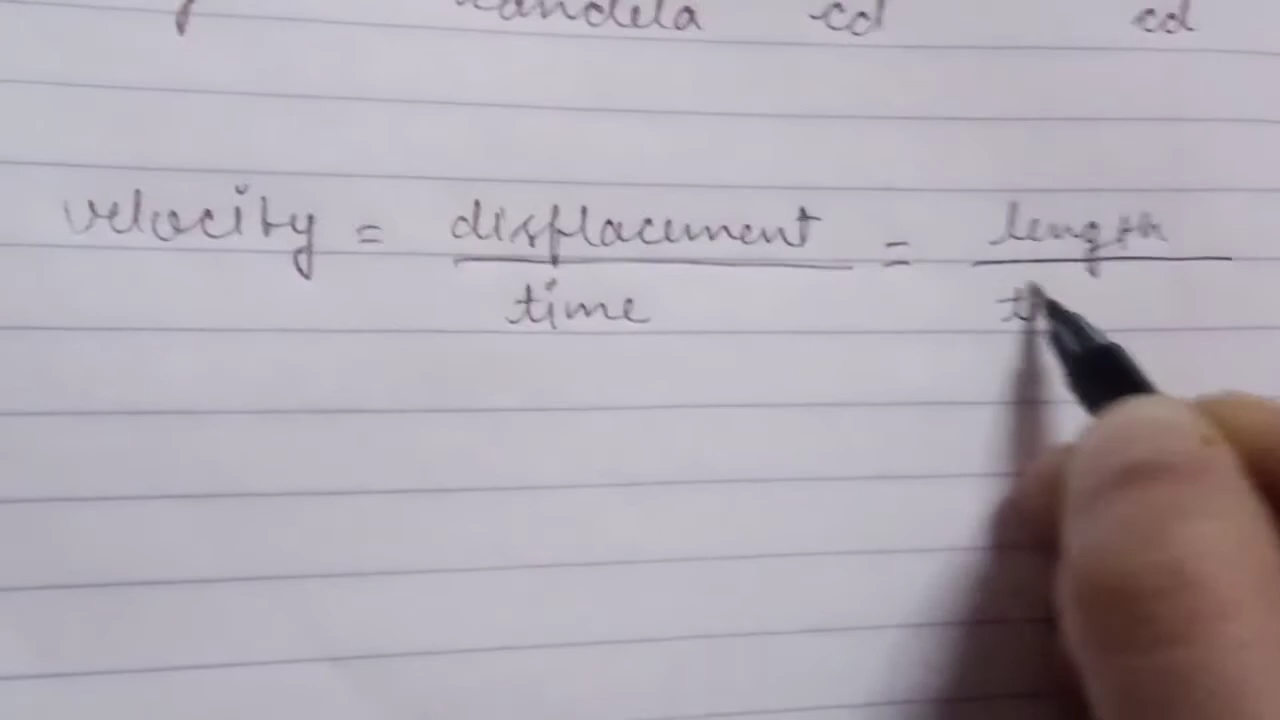 candela cd cd
velocity = displacement / time = length / t